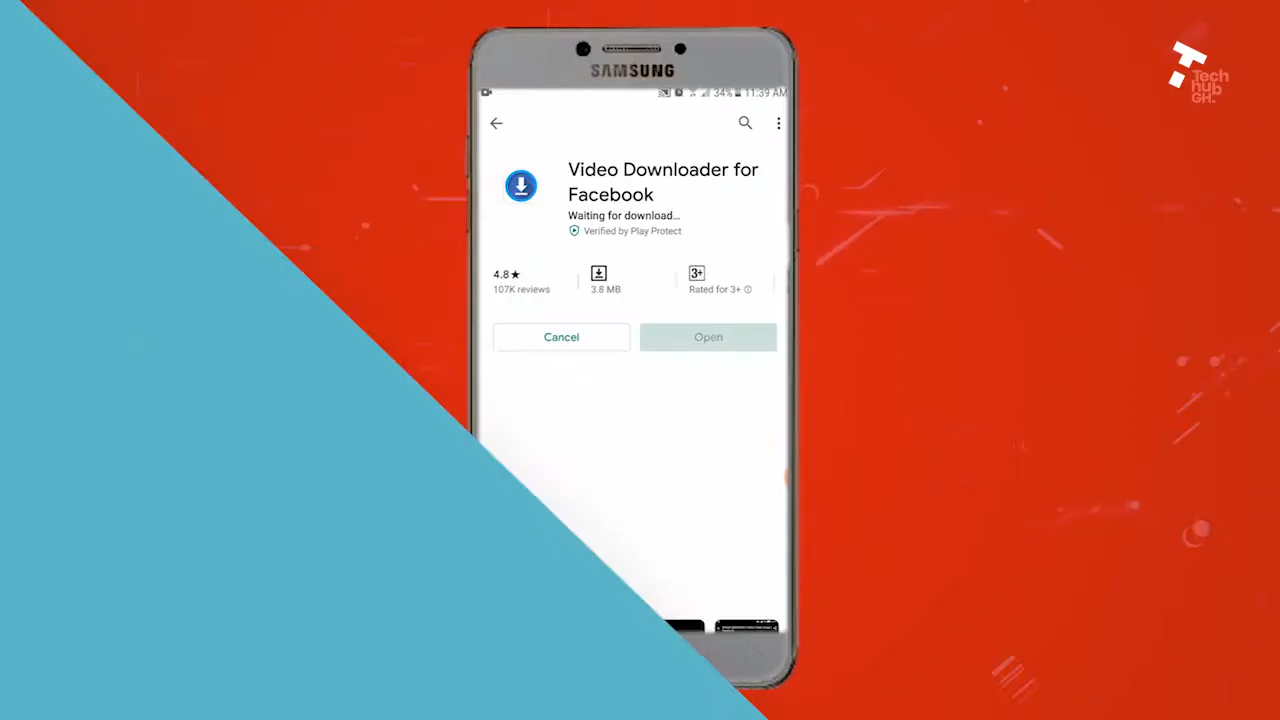 Tech
hub
GH.
SAMSUNG
34% 11:39 AM
Video Downloader for
Facebook
Waiting for download...
Verified by Play Protect
4.8★
107K reviews
3.8 MB
3+
Rated for 3+
Cancel
Open